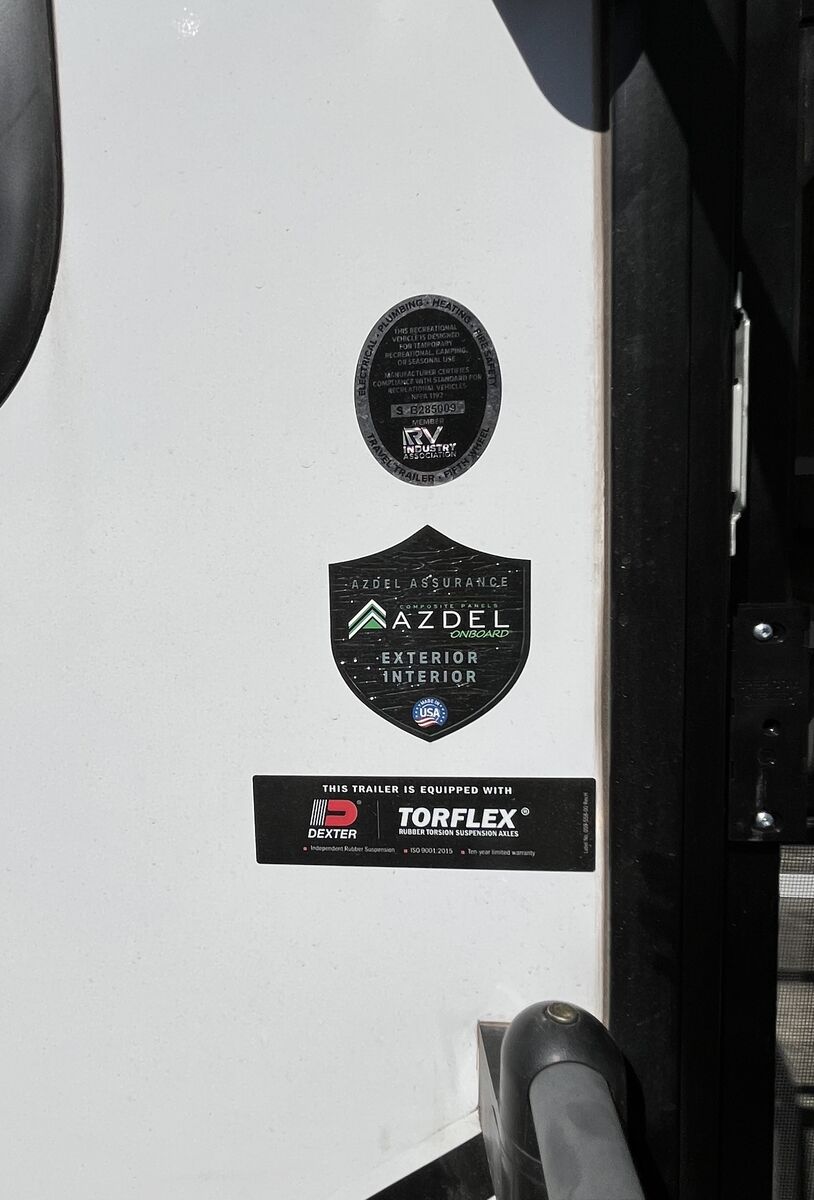 ELECTRICAL • PLUMBING • HEATING • FIRE SAFETY
THIS RECREATIONAL
VEHICLE IS DESIGNED
FOR TEMPORARY
RECREATIONAL, CAMPING,
OR SEASONAL USE
MANUFACTURER CERTIFIES
COMPLIANCE WITH STANDARD FOR
RECREATIONAL VEHICLES
NFPA 1192
MEMBER
RV
INDUSTRY
ASSOCIATION
TRAVEL TRAILER • FIFTH WHEEL
AZDEL ASSURANCE
COMPOSITE PANELS
AZDEL
ONBOARD
EXTERIOR
INTERIOR
MADE IN
USA
THIS TRAILER IS EQUIPPED WITH
DEXTER
TORFLEX®
RUBBER TORSION SUSPENSION AXLES
Independent Rubber Suspension ISO 9001:2015 Ten-year limited warranty